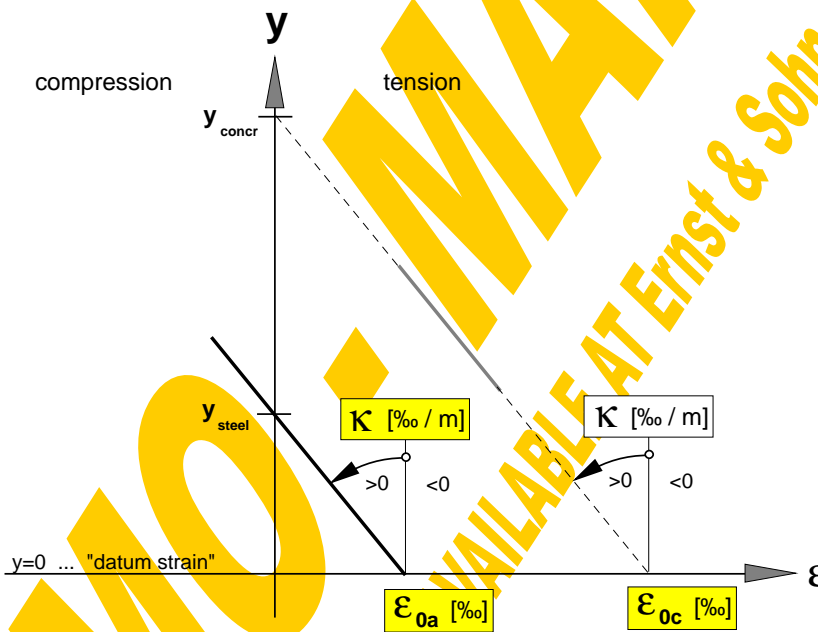 y
compression tension
y concr
y steel
κ [‰ / m] κ [‰ / m]
>0 <0 >0 <0
y=0 ... "datum strain"
ε
ε0a [‰] ε0c [‰]
MO - MA
VAILABLE AT Ernst & Sohn